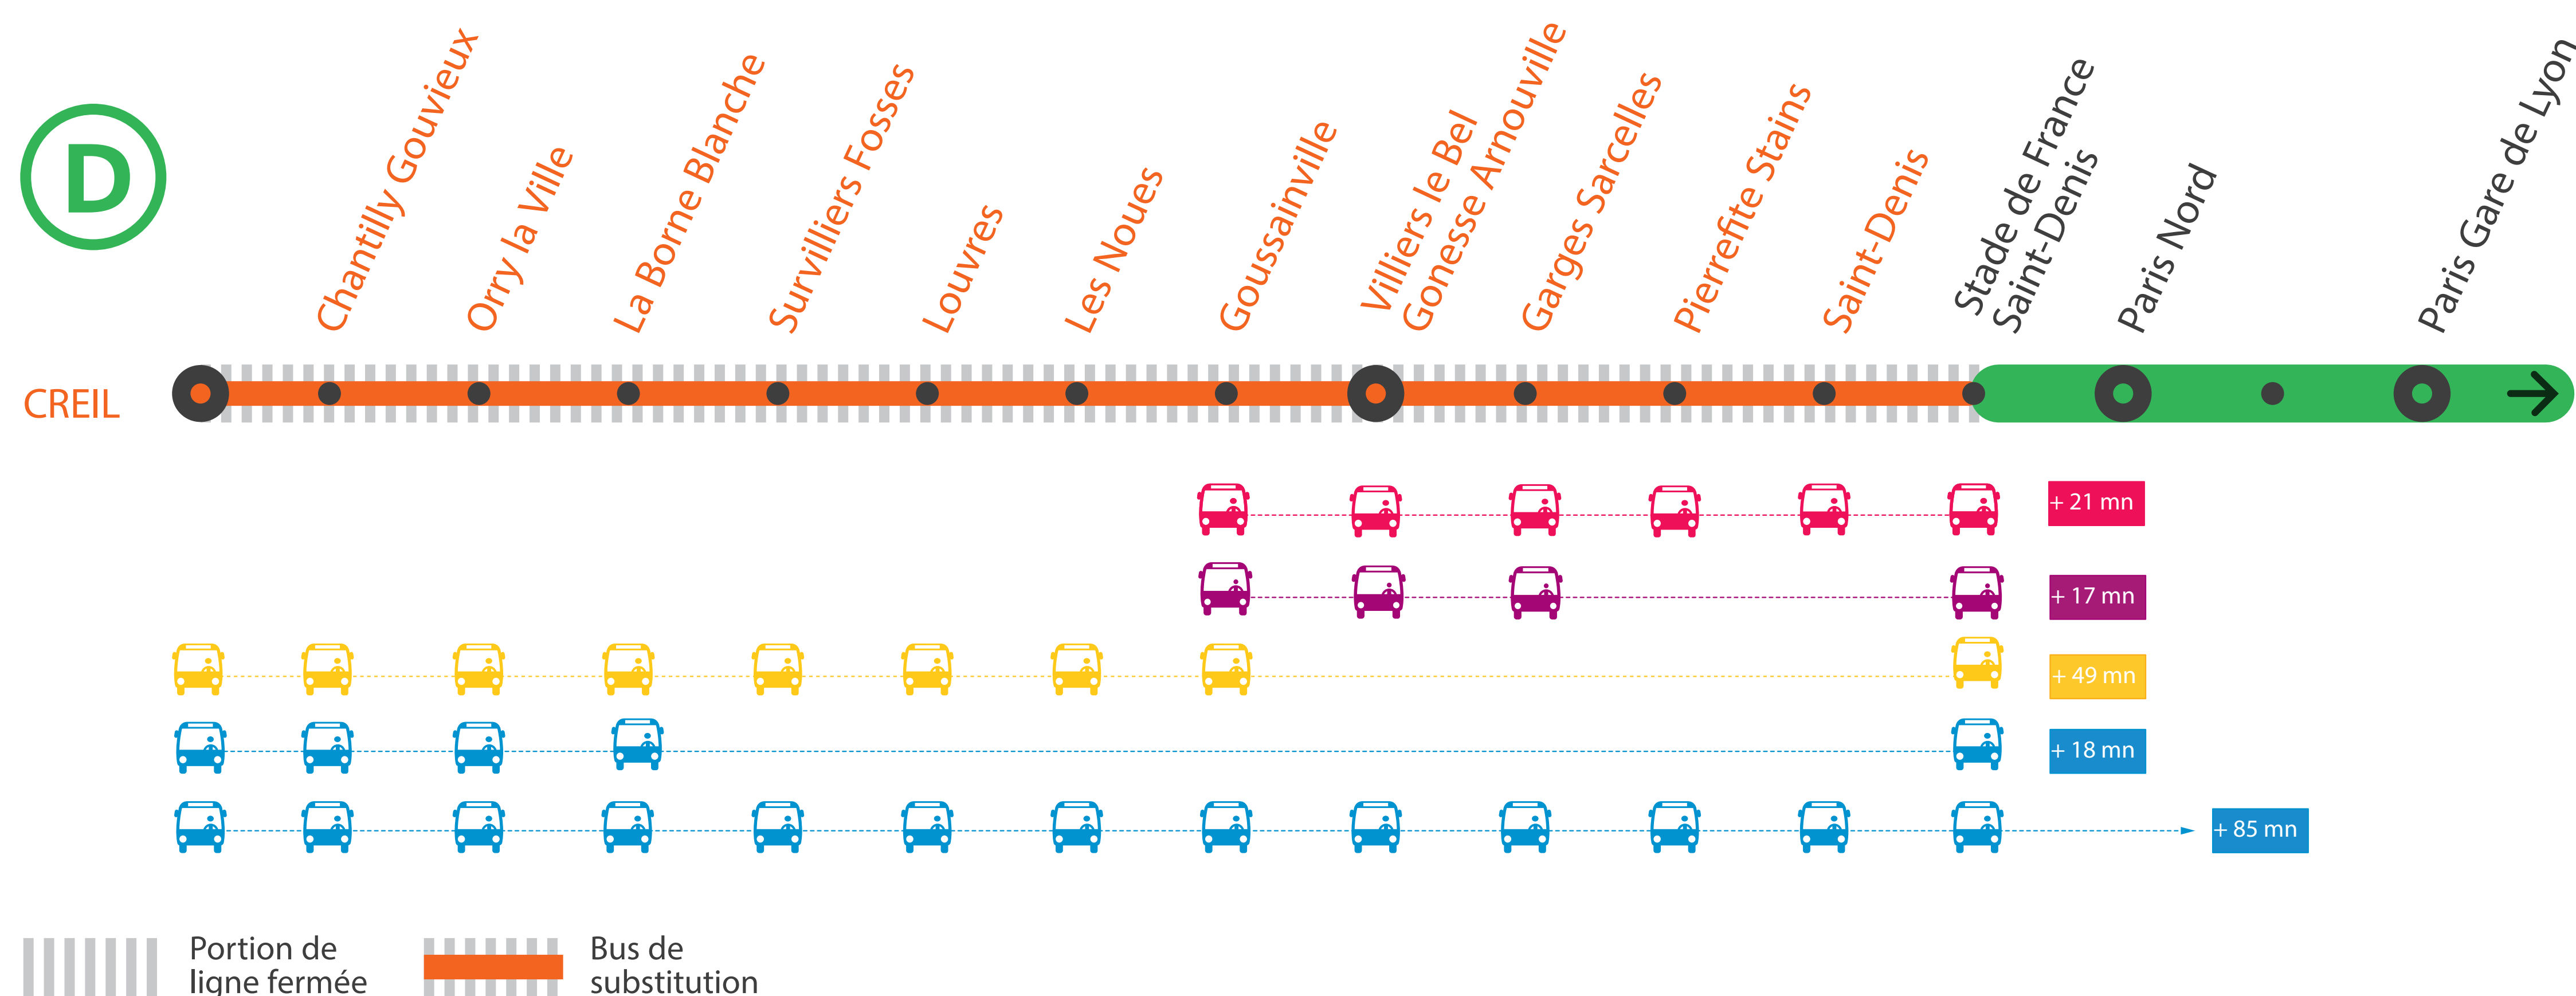 D
Chantilly Gouvieux
Orry la Ville
La Borne Blanche
Survilliers Fosses
Louvres
Les Noues
Goussainville
Villiers le Bel
Gonesse Arnouville
Garges Sarcelles
Pierrefite Stains
Saint-Denis
Stade de France
Saint-Denis
Paris Nord
Paris Gare de Lyon
CREIL
+ 21 mn
+ 17 mn
+ 49 mn
+ 18 mn
+ 85 mn
Portion de
ligne fermée
Bus de
substitution